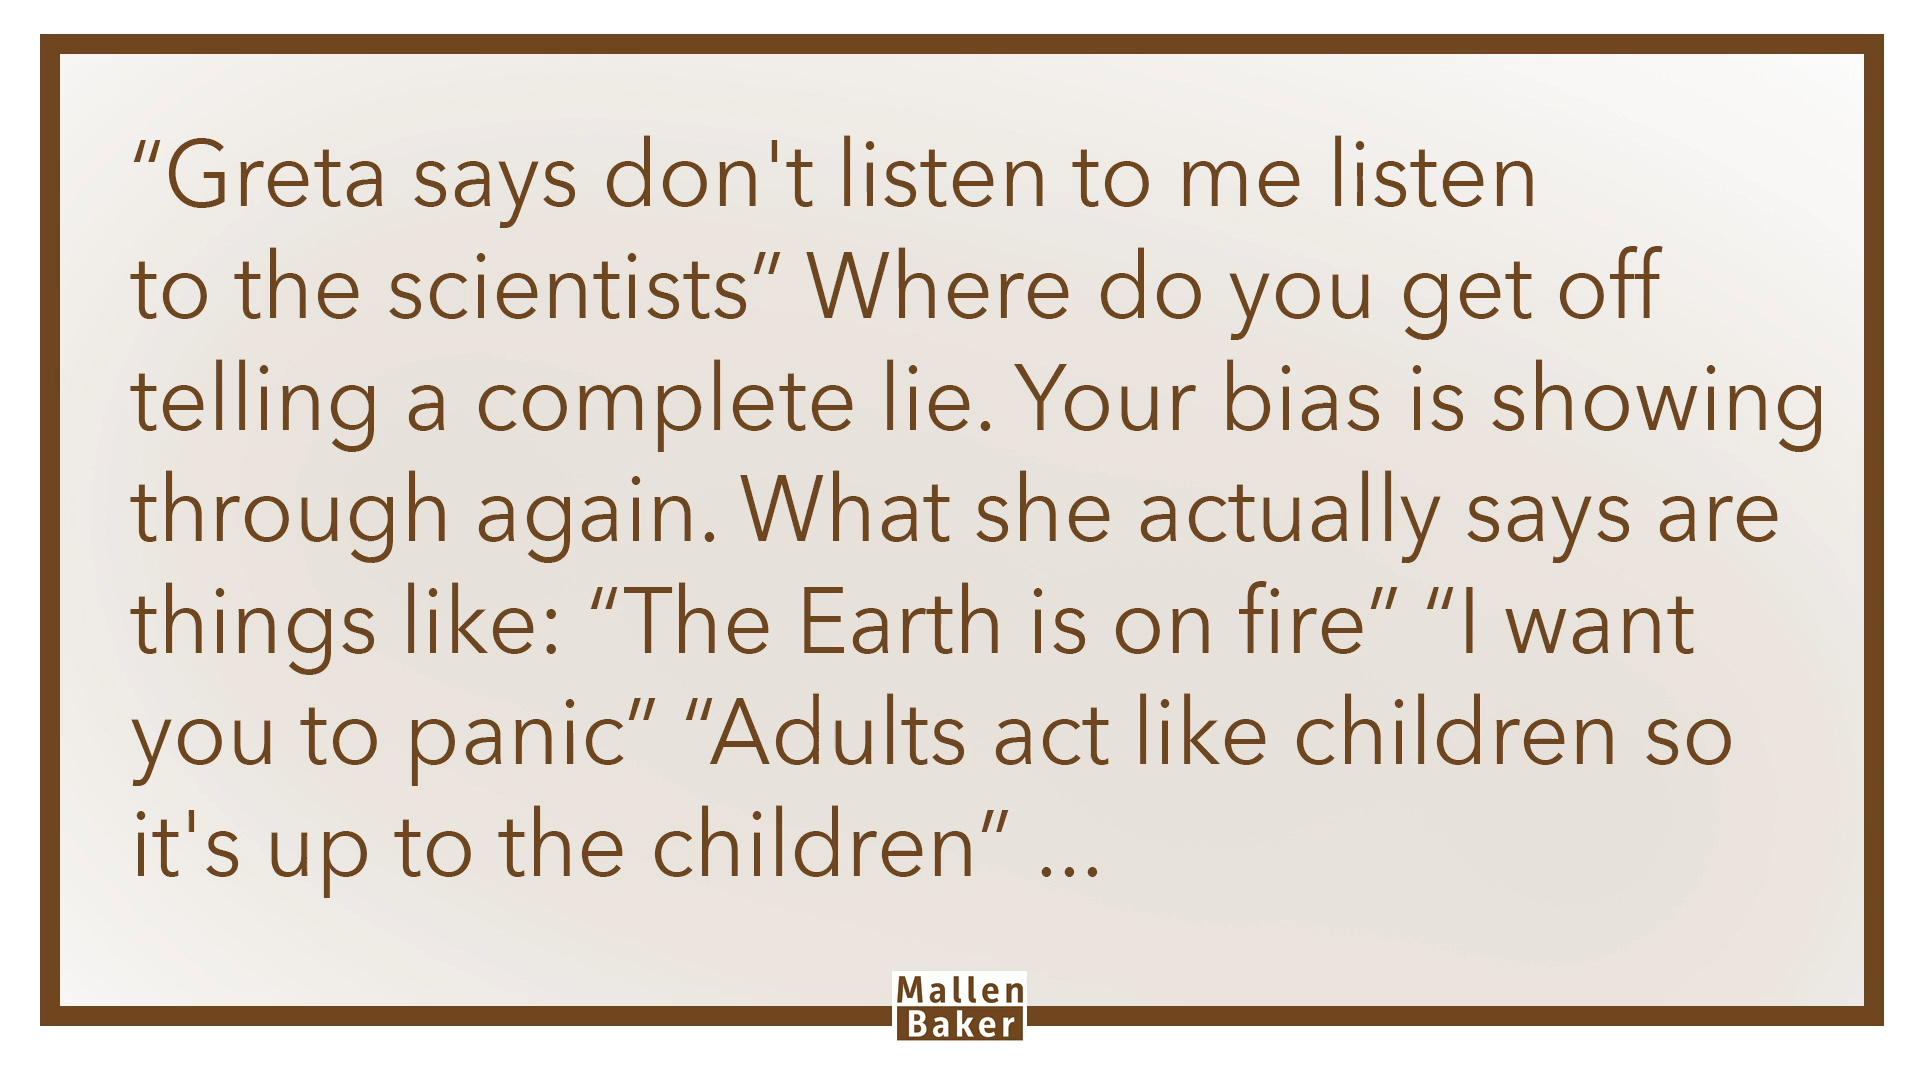 “Greta says don't listen to me listen
to the scientists” Where do you get off
telling a complete lie. Your bias is showing
through again. What she actually says are
things like: “The Earth is on fire” “I want
you to panic” “Adults act like children so
it's up to the children” ...
Mallen
Baker